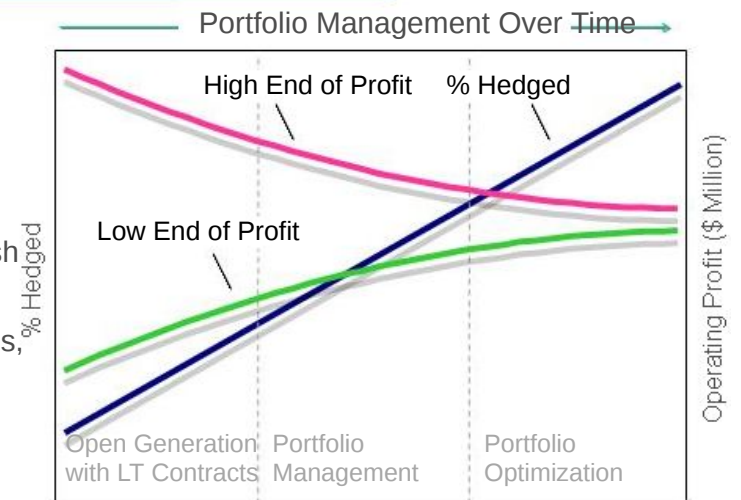 Portfolio Management Over Time
High End of Profit
% Hedged
Low End of Profit
sh
% Hedged
s,
Operating Profit ($ Million)
Open Generation
with LT Contracts
Portfolio
Management
Portfolio
Optimization